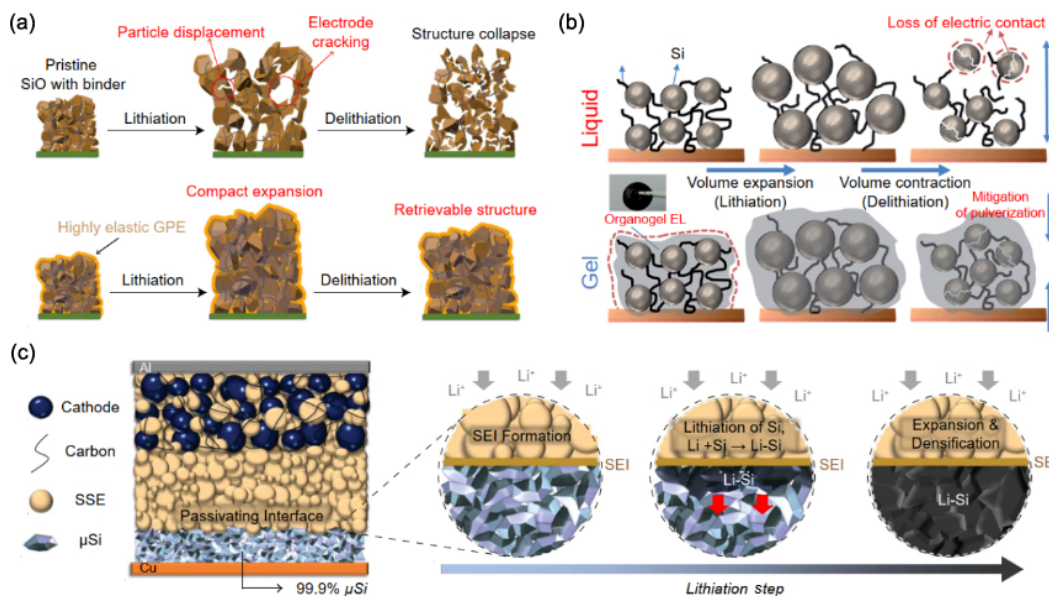 (a)
Particle displacement
Electrode
cracking
Structure collapse
Pristine
SiO with binder
Lithiation
Delithiation
Compact expansion
Retrievable structure
Highly elastic GPE
Lithiation
Delithiation
(b)
Loss of electric contact
Si
Liquid
Volume expansion
(Lithiation)
Volume contraction
(Delithiation)
Mitigation
of pulverization
Organogel EL
Gel
(c)
Al
Cathode
Carbon
SSE
µSi
Passivating Interface
Cu
99.9% µSi
Li⁺ Li⁺ Li⁺
SEI Formation
SEI
Li⁺ Li⁺ Li⁺
Lithiation of Si,
Li +Si → Li-Si
Li-Si
SEI
Li⁺ Li⁺ Li⁺
Expansion &
Densification
Li-Si
SE
Lithiation step